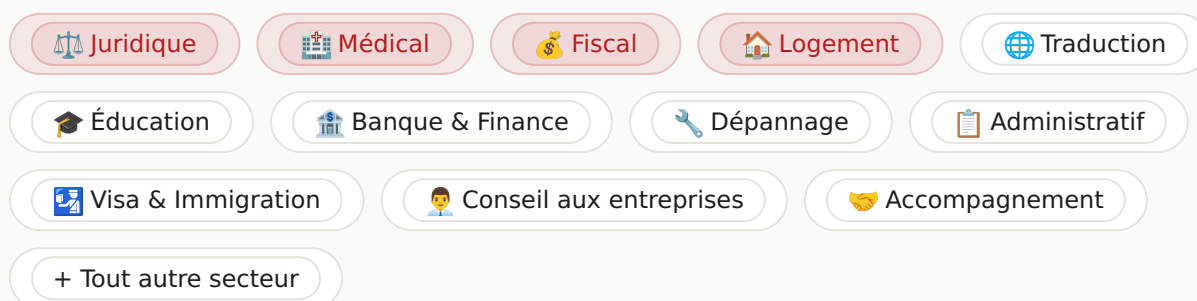 Juridique Médical Fiscal Logement Traduction
Éducation Banque & Finance Dépannage Administratif
Visa & Immigration Conseil aux entreprises Accompagnement
+ Tout autre secteur